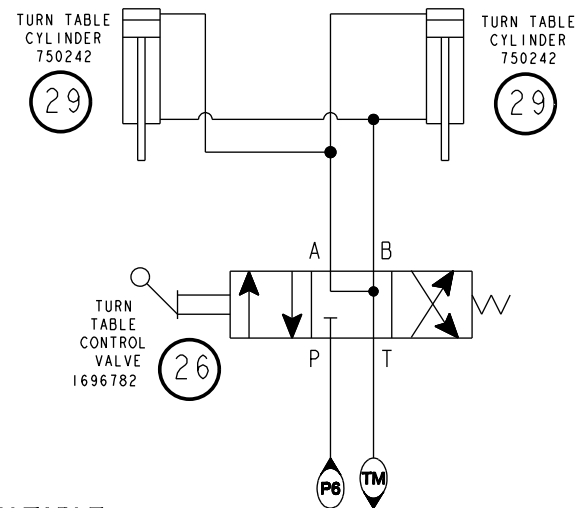 TURN TABLE
CYLINDER
750242
29
TURN TABLE
CYLINDER
750242
29
A
B
TURN
TABLE
CONTROL
VALVE
1696782
26
P
T
P6
TM